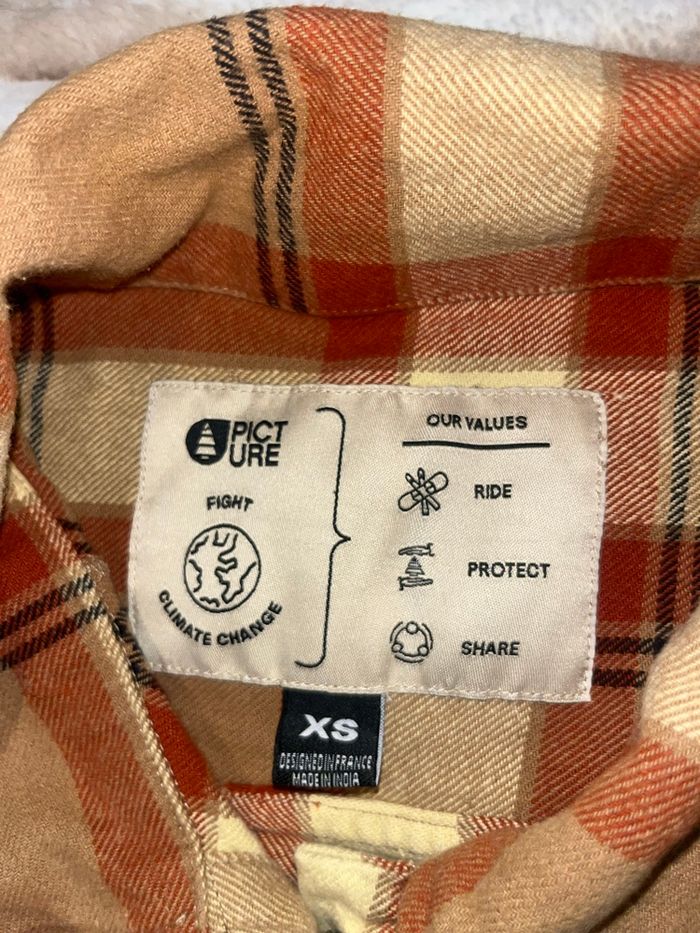 PICT
URE
FIGHT
CLIMATE CHANGE
OUR VALUES
RIDE
PROTECT
SHARE
XS
DESIGNED IN FRANCE
MADE IN INDIA